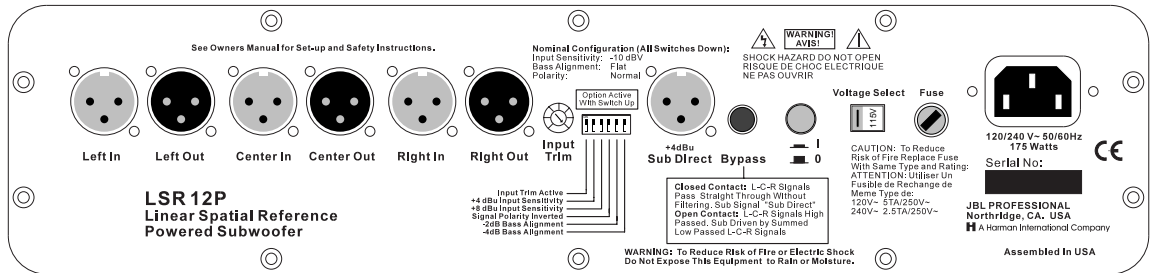 See Owners Manual for Set-up and Safety Instructions.
Left In
Left Out
Center In
Center Out
Right In
Right Out
LSR 12P
Linear Spatial Reference
Powered Subwoofer
Nominal Configuration (All Switches Down):
Input Sensitivity: -10 dBV
Bass Alignment: Flat
Polarity: Normal
Option Active
With Switch Up
Input
Trim
Input Trim Active
+4 dBu Input Sensitivity
+8 dBu Input Sensitivity
Signal Polarity Inverted
-2dB Bass Alignment
-4dB Bass Alignment
WARNING!
AVIS!
SHOCK HAZARD DO NOT OPEN
RISQUE DE CHOC ELECTRIQUE
NE PAS OUVRIR
+4dBu
Sub Direct
Bypass
I
0
Closed Contact: L-C-R Signals
Pass Straight Through Without
Filtering. Sub Signal "Sub Direct"
Open Contact: L-C-R Signals High
Passed. Sub Driven by Summed
Low Passed L-C-R Signals
WARNING: To Reduce Risk of Fire or Electric Shock
Do Not Expose This Equipment to Rain or Moisture.
Voltage Select
115V
Fuse
CAUTION: To Reduce
Risk of Fire Replace Fuse
With Same Type and Rating:
ATTENTION: Utiliser Un
Fusible de Rechange de
Meme Type de:
120V~ 5TA/250V~
240V~ 2.5TA/250V~
120/240 V~ 50/60Hz
175 Watts
Serial No:
CE
JBL PROFESSIONAL
Northridge, CA. USA
H A Harman International Company
Assembled In USA